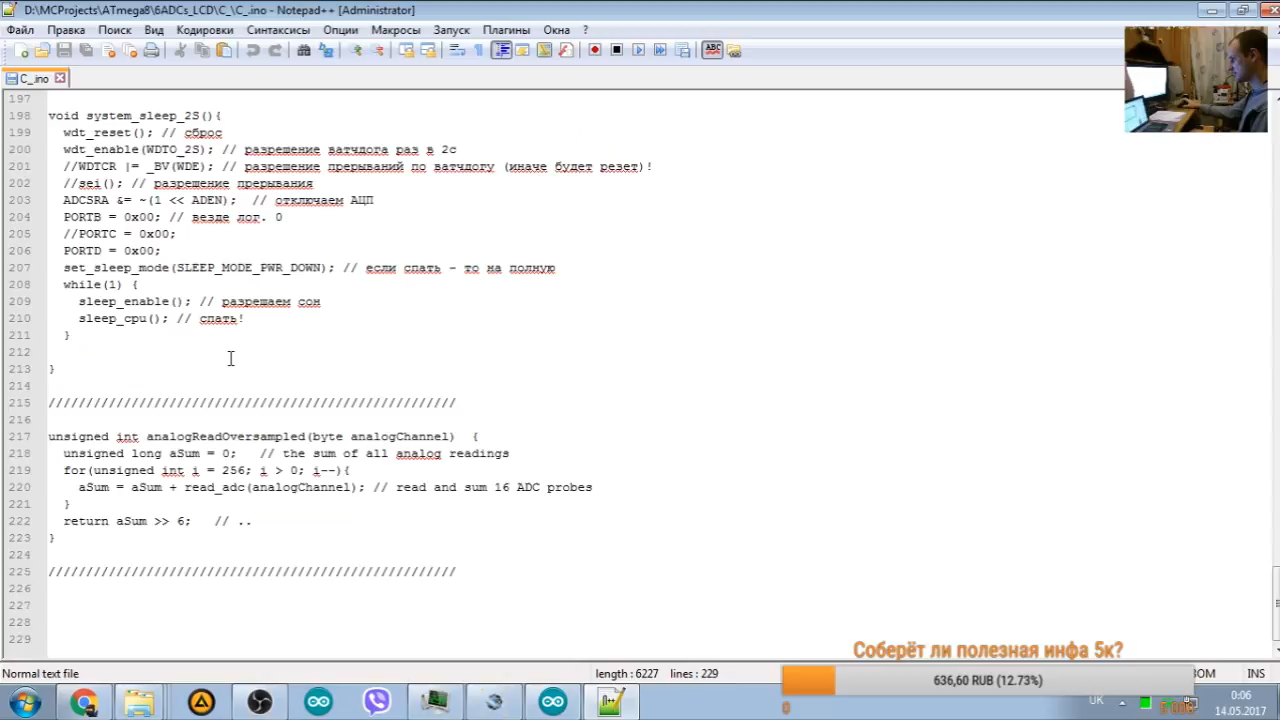 D:\MCProjects\ATmega8\6ADCs_LCD\C_\C_.ino - Notepad++ [Administrator]
Файл Правка Поиск Вид Кодировки Синтаксисы Опции Макросы Запуск Плагины Окна ?
ABC
C_.ino
197
198 void system_sleep_2S(){
199 wdt_reset(); // сброс
200 wdt_enable(WDTO_2S); // разрешение ватчдога раз в 2с
201 //WDTCR |= _BV(WDE); // разрешение прерываний по ватчдогу (иначе будет резет)!
202 //sei(); // разрешение прерывания
203 ADCSRA &= ~(1 << ADEN); // отключаем АЦП
204 PORTB = 0x00; // везде лог. 0
205 //PORTC = 0x00;
206 PORTD = 0x00;
207 set_sleep_mode(SLEEP_MODE_PWR_DOWN); // если спать - то на полную
208 while(1) {
209 sleep_enable(); // разрешаем сон
210 sleep_cpu(); // спать!
211 }
212
213 }
214
215 //////////////////////////////////////////////////////
216
217 unsigned int analogReadOversampled(byte analogChannel) {
218 unsigned long aSum = 0; // the sum of all analog readings
219 for(unsigned int i = 256; i > 0; i--){
220 aSum = aSum + read_adc(analogChannel); // read and sum 16 ADC probes
221 }
222 return aSum >> 6; // ..
223 }
224
225 //////////////////////////////////////////////////////
226
227
228
229
Соберёт ли полезная инфа 5к?
636,60 RUB (12.73%)
0
Normal text file length : 6227 lines : 229 BOM INS
UK 0:06
14.05.2017